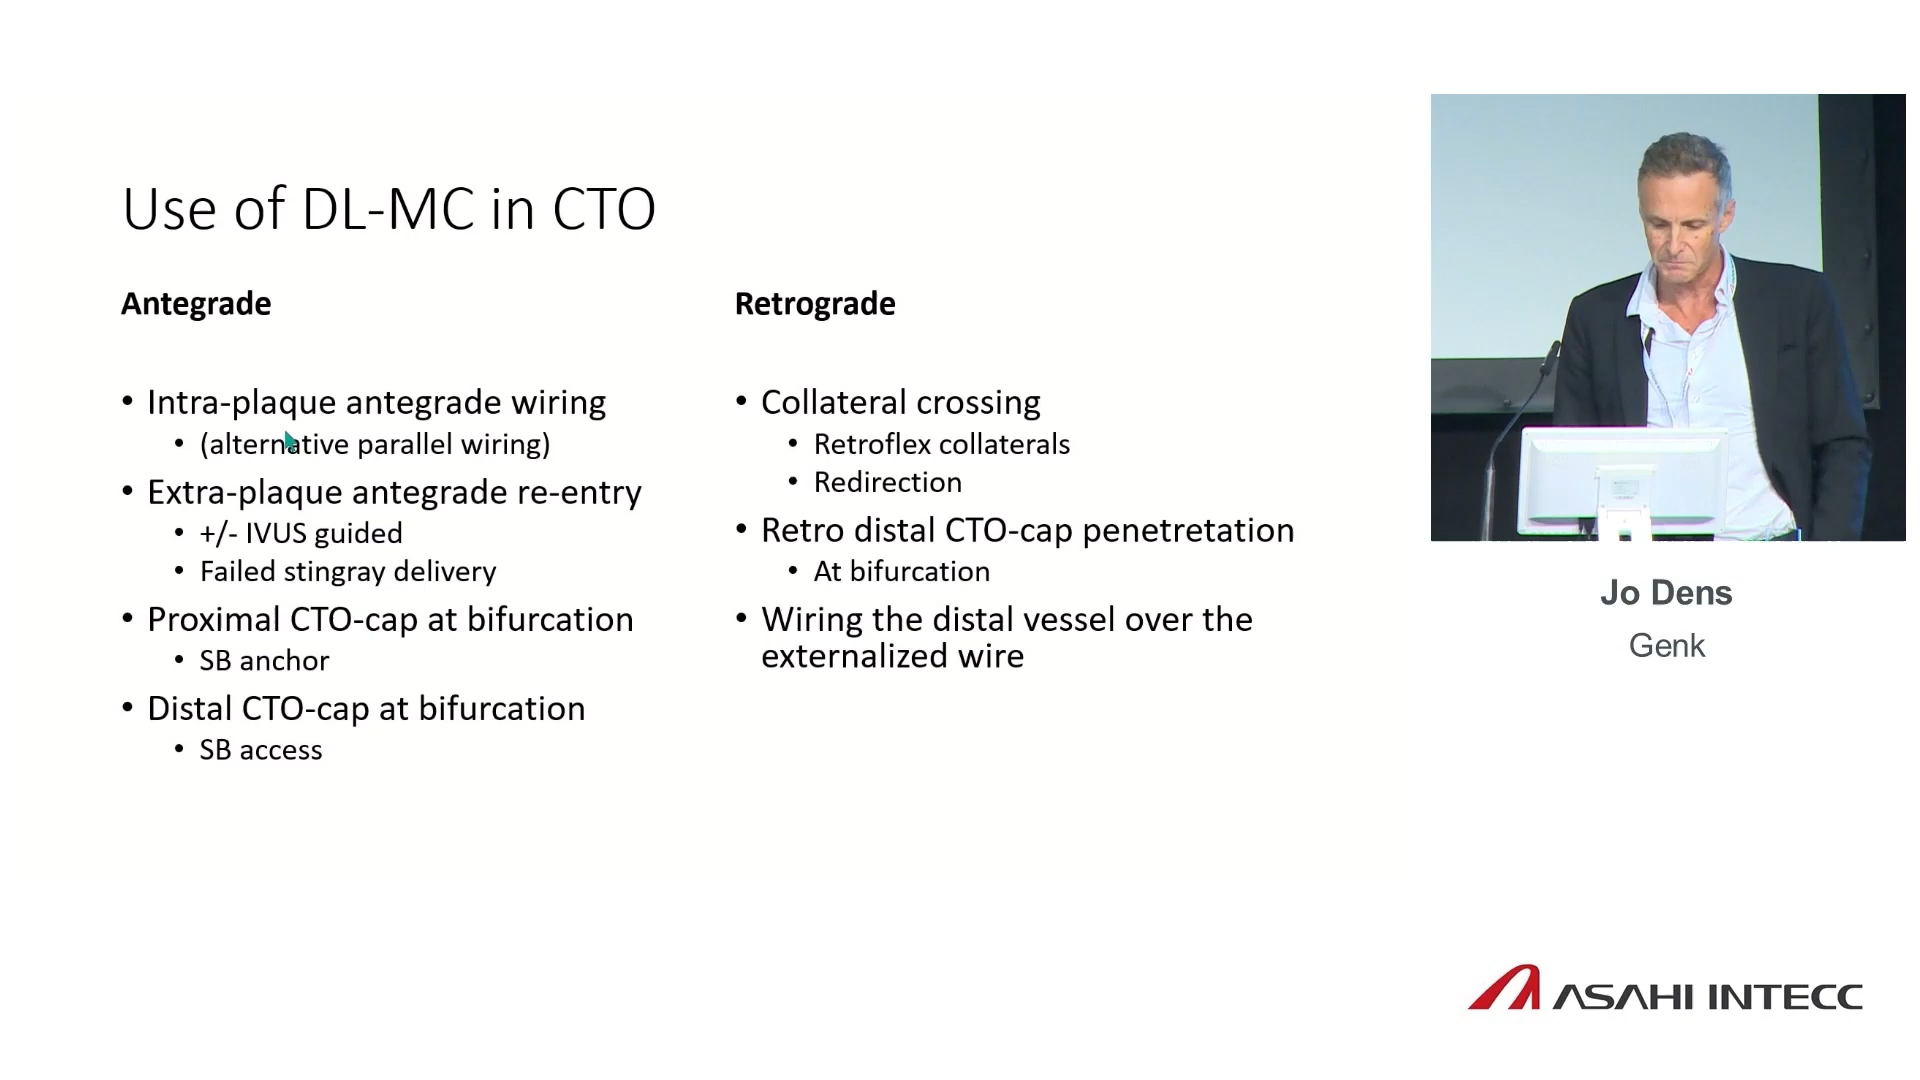 Use of DL-MC in CTO
Antegrade
• Intra-plaque antegrade wiring
• (alternative parallel wiring)
• Extra-plaque antegrade re-entry
• +/- IVUS guided
• Failed stingray delivery
• Proximal CTO-cap at bifurcation
• SB anchor
• Distal CTO-cap at bifurcation
• SB access
Retrograde
• Collateral crossing
• Retroflex collaterals
• Redirection
• Retro distal CTO-cap penetretation
• At bifurcation
• Wiring the distal vessel over the
externalized wire
Jo Dens
Genk
ASAHI INTECC